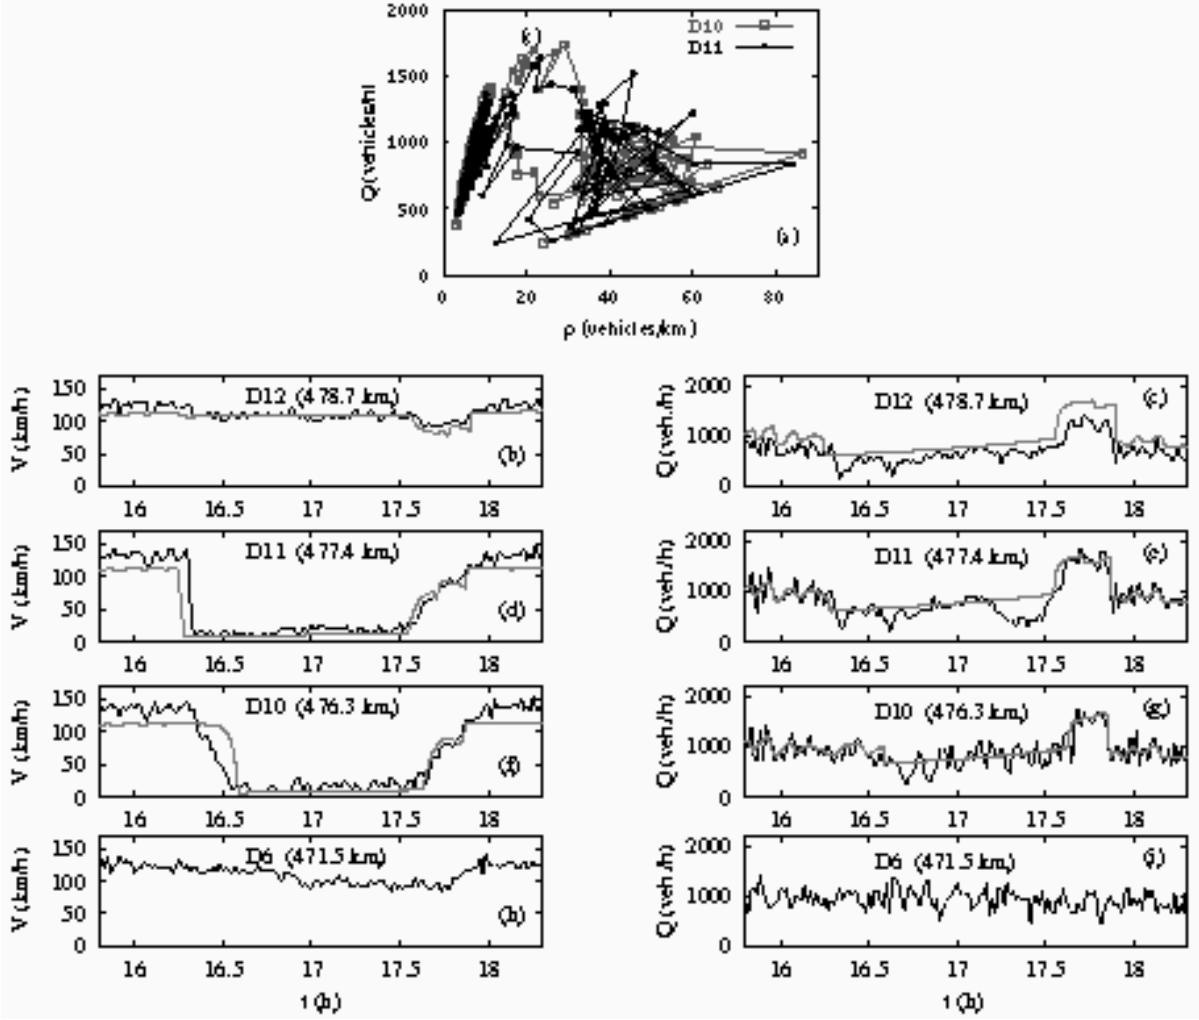 2000
1500
1000
500
0
0 20 40 60 80
Q (vehicles/h)
ρ (vehicles/km)
D10
D11
(a)
150
100
50
0
V (km/h)
D12 (478.7 km)
(b)
16 16.5 17 17.5 18
2000
1000
0
Q (veh./h)
D12 (478.7 km)
(c)
16 16.5 17 17.5 18
150
100
50
0
V (km/h)
D11 (477.4 km)
(d)
16 16.5 17 17.5 18
2000
1000
0
Q (veh./h)
D11 (477.4 km)
(e)
16 16.5 17 17.5 18
150
100
50
0
V (km/h)
D10 (476.3 km)
(f)
16 16.5 17 17.5 18
2000
1000
0
Q (veh./h)
D10 (476.3 km)
(g)
16 16.5 17 17.5 18
150
100
50
0
V (km/h)
D6 (471.5 km)
(h)
16 16.5 17 17.5 18
t (h)
2000
1000
0
Q (veh./h)
D6 (471.5 km)
16 16.5 17 17.5 18
t (h)